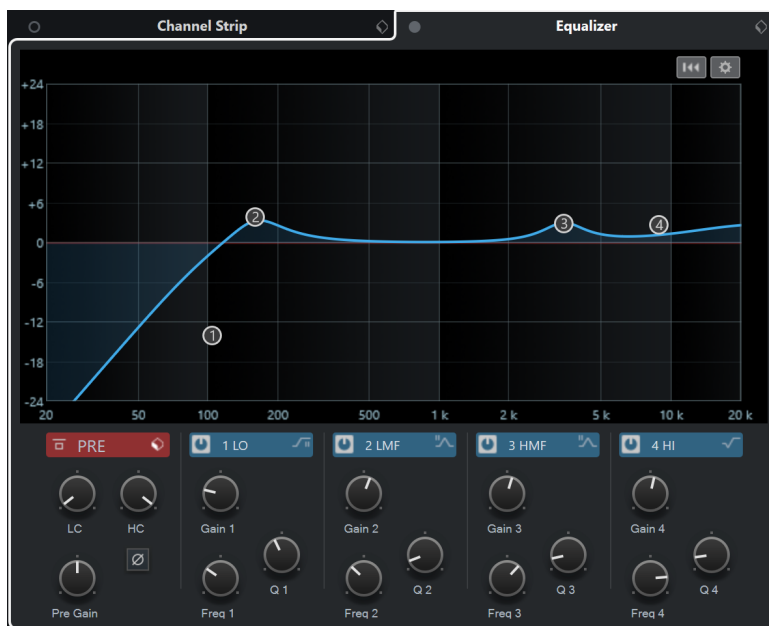 Channel Strip Equalizer
+24
+18
+12
+6
0
-6
-12
-18
-24
2
3
4
1
20 50 100 200 500 1 k 2 k 5 k 10 k 20 k
PRE 1 LO 2 LMF 3 HMF 4 HI
LC HC Gain 1 Gain 2 Gain 3 Gain 4
Q 1 Q 2 Q 3 Q 4
Pre Gain Freq 1 Freq 2 Freq 3 Freq 4